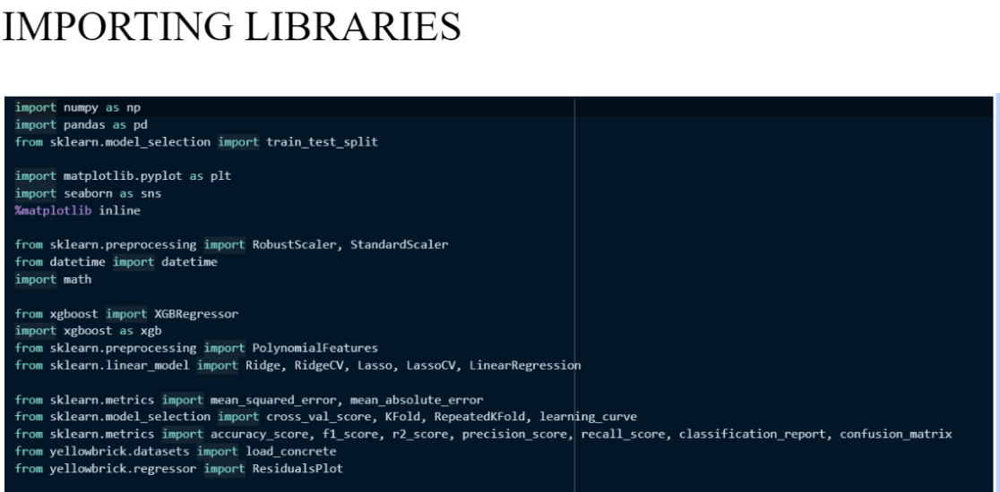 IMPORTING LIBRARIES
import numpy as np
import pandas as pd
from sklearn.model_selection import train_test_split
import matplotlib.pyplot as plt
import seaborn as sns
%matplotlib inline
from sklearn.preprocessing import RobustScaler, StandardScaler
from datetime import datetime
import math
from xgboost import XGBRegressor
import xgboost as xgb
from sklearn.preprocessing import PolynomialFeatures
from sklearn.linear_model import Ridge, RidgeCV, Lasso, LassoCV, LinearRegression
from sklearn.metrics import mean_squared_error, mean_absolute_error
from sklearn.model_selection import cross_val_score, KFold, RepeatedKFold, learning_curve
from sklearn.metrics import accuracy_score, f1_score, r2_score, precision_score, recall_score, classification_report, confusion_matrix
from yellowbrick.datasets import load_concrete
from yellowbrick.regressor import ResidualsPlot